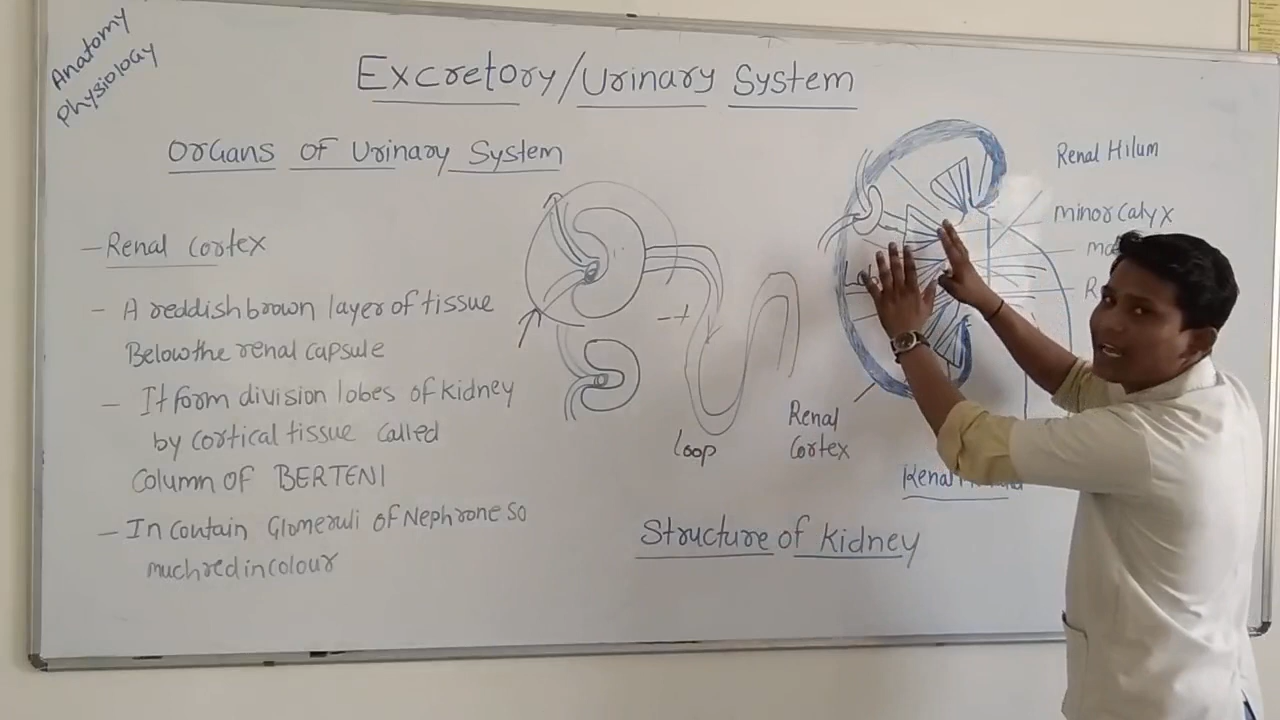 Anatomy
Physiology
Excretory/Urinary System
Organs of Urinary System
- Renal Cortex
- A reddish brown layer of tissue
Below the renal capsule
- It form division lobes of kidney
by cortical tissue called
Column of BERTENI
- In contain Glomeruli of Nephrone so
much red in colour
loop
Renal
Cortex
Renal Hilum
minor Calyx
Renal
Structure of kidney